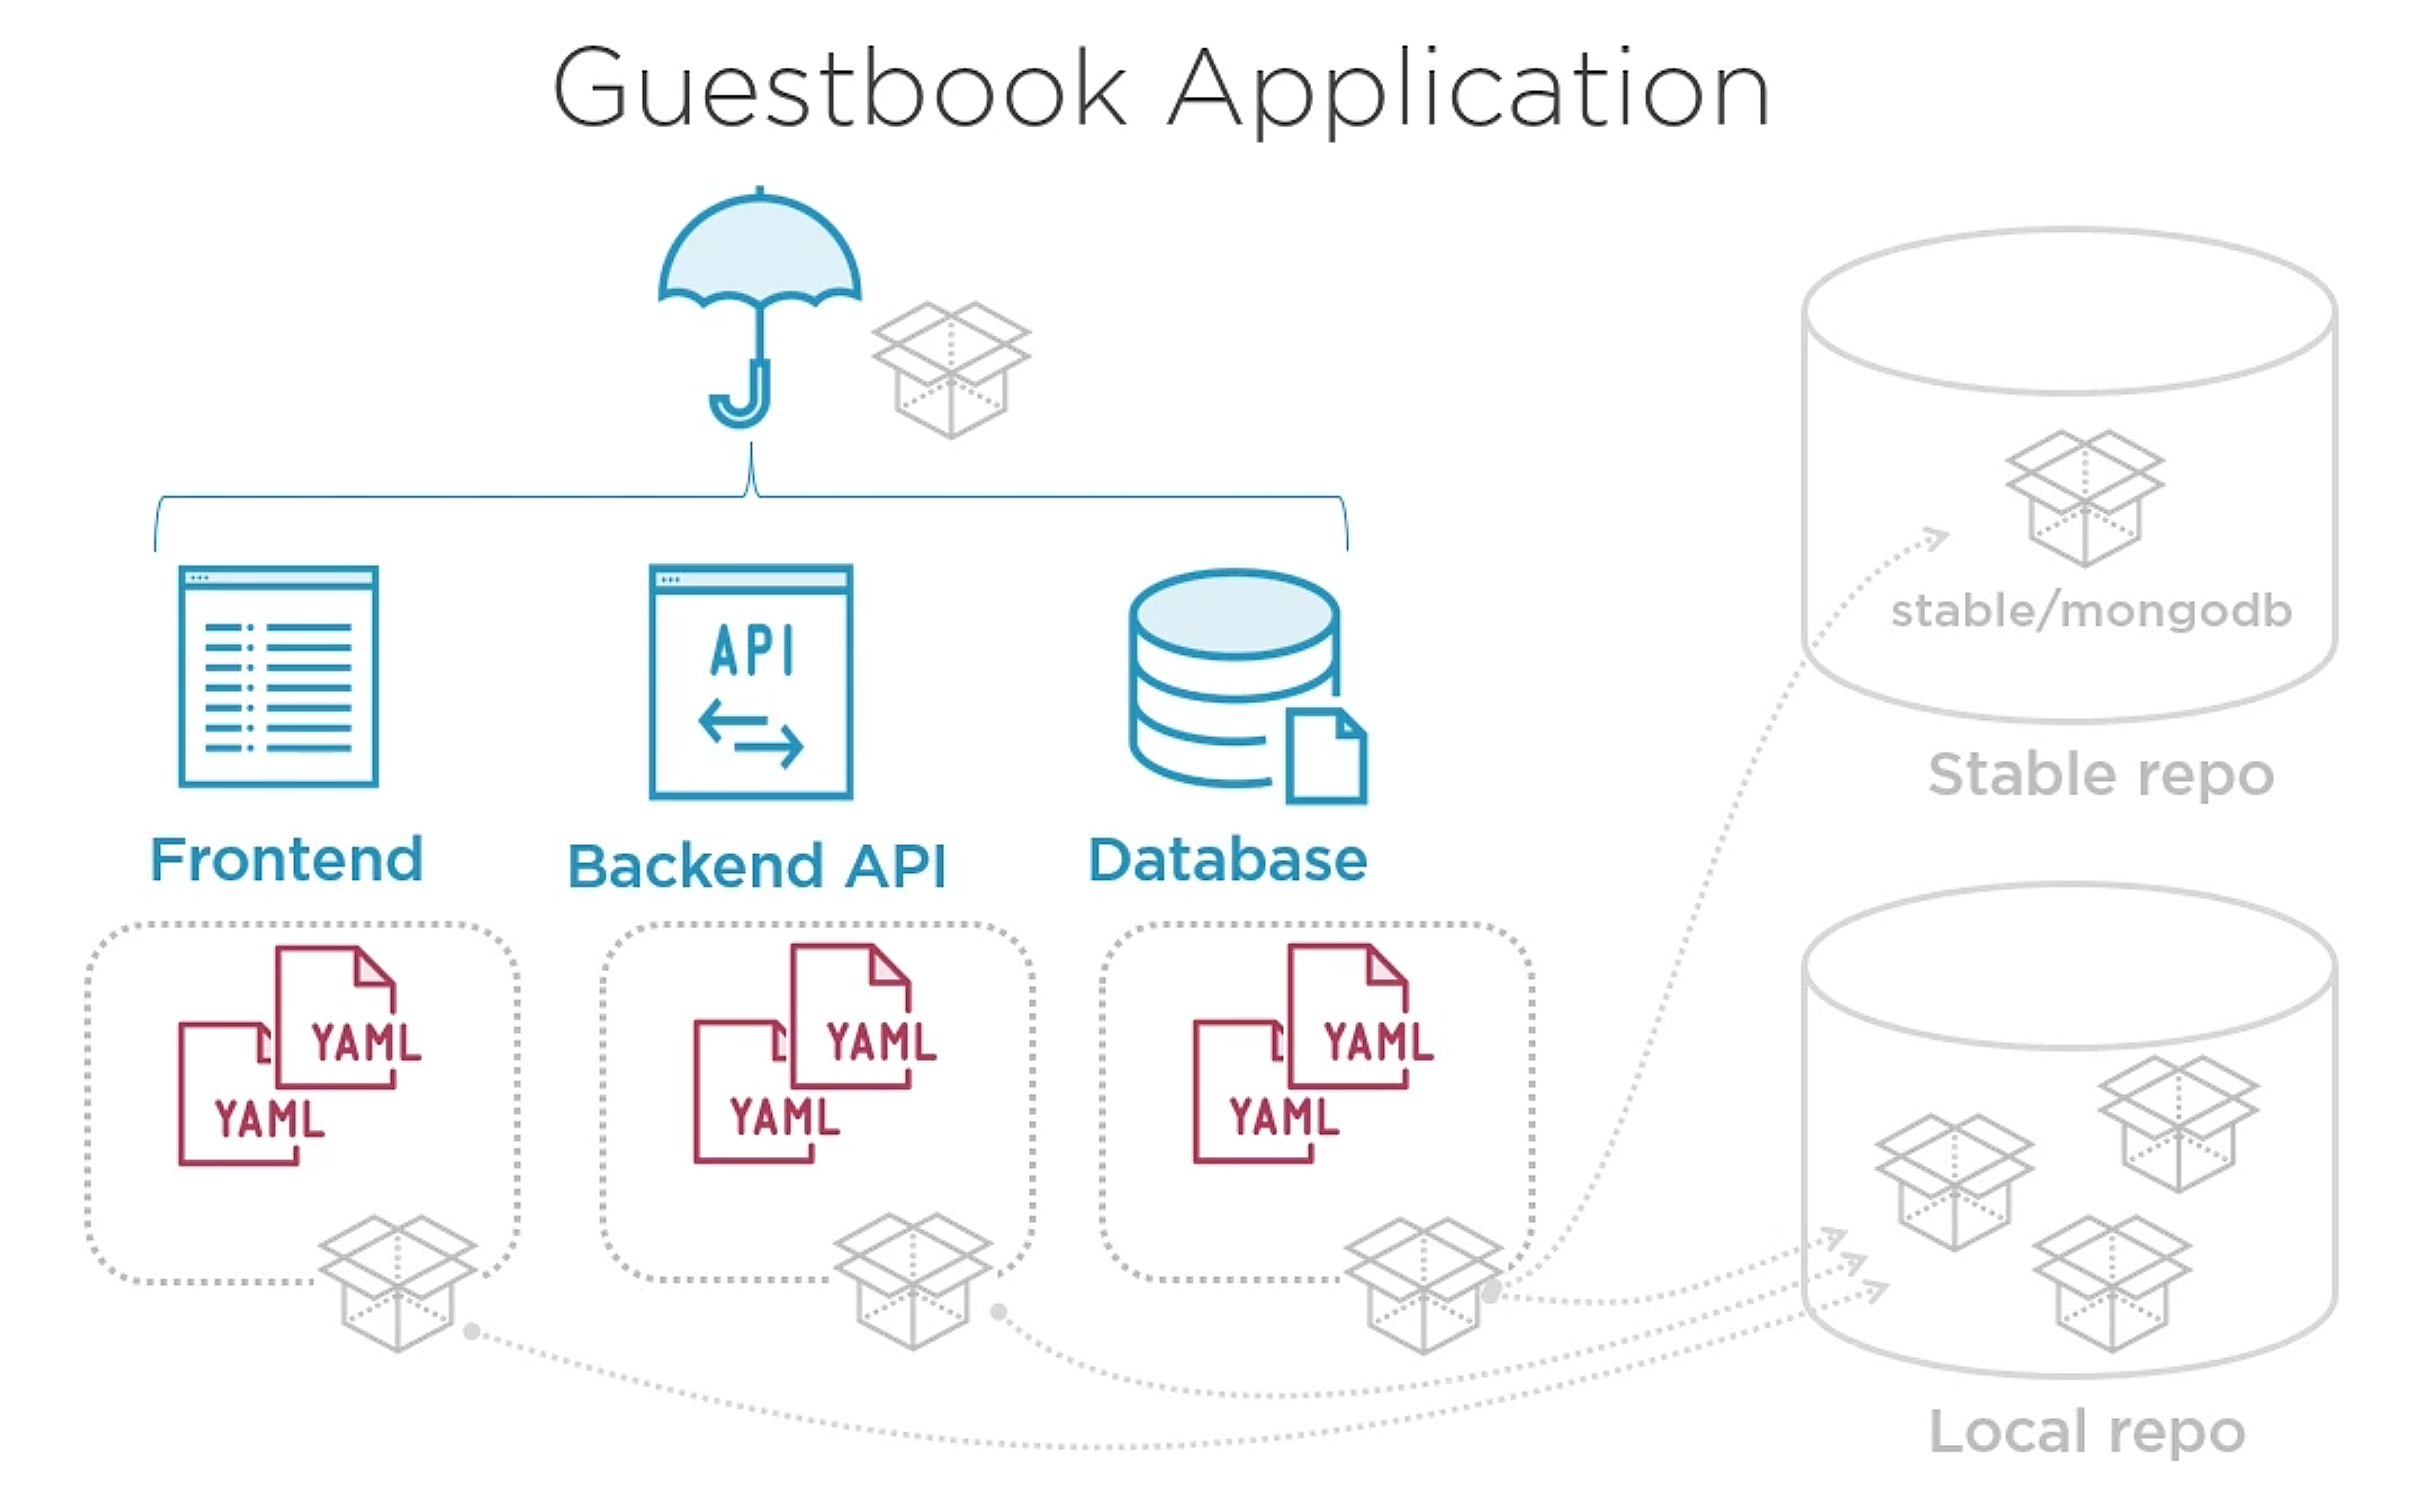 Guestbook Application
API
stable/mongodb
Stable repo
Frontend
Backend API
Database
YAML
YAML
YAML
YAML
YAML
YAML
Local repo